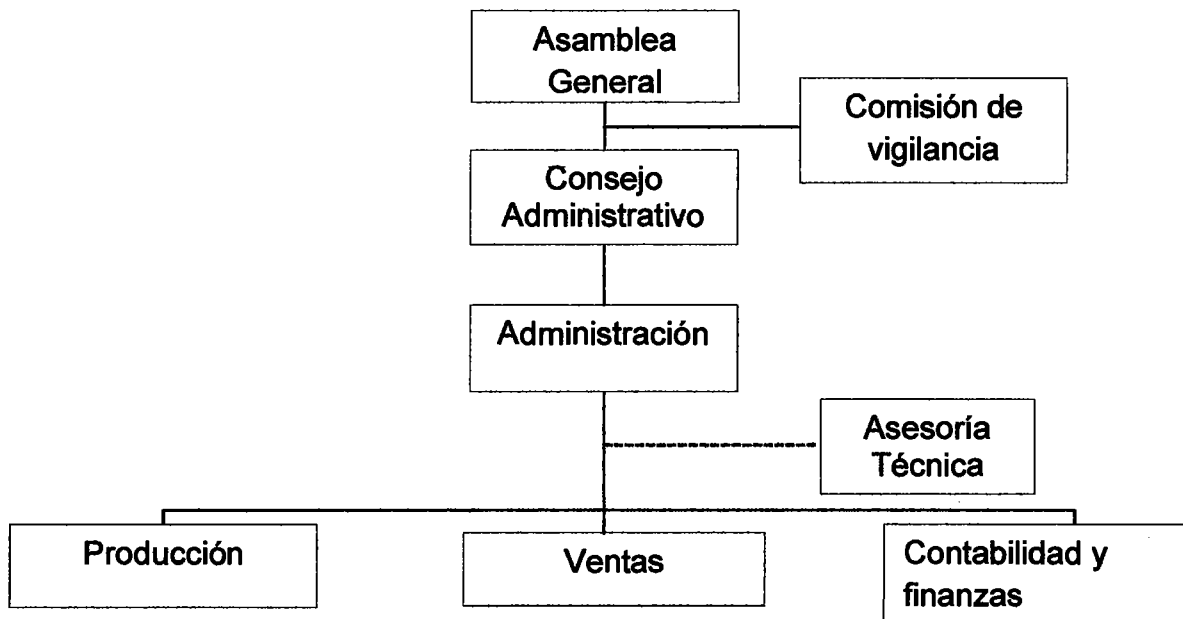 Asamblea
General
Comisión de
vigilancia
Consejo
Administrativo
Administración
Asesoría
Técnica
Producción
Ventas
Contabilidad y
finanzas